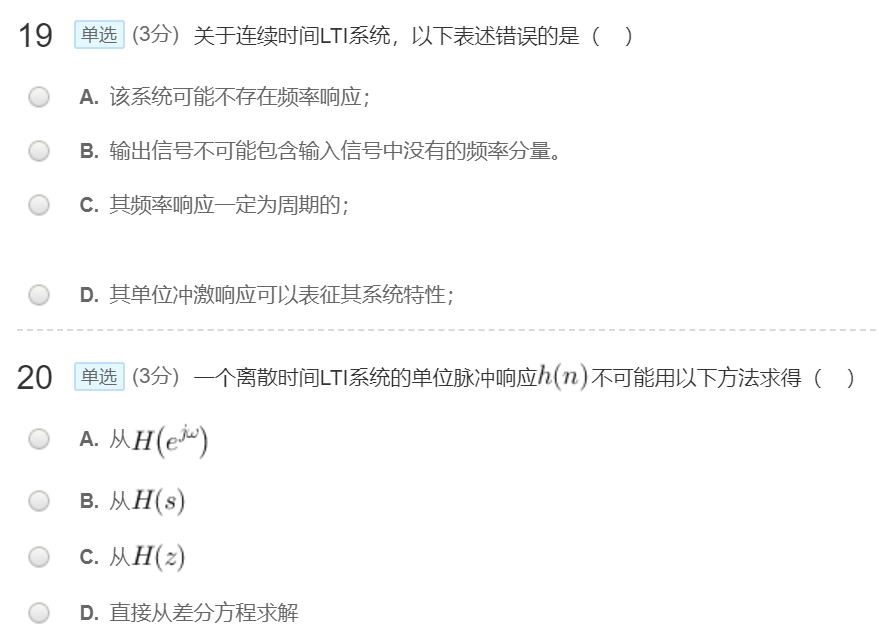 19 单选 (3分) 关于连续时间LTI系统，以下表述错误的是（ ）
A. 该系统可能不存在频率响应；
B. 输出信号不可能包含输入信号中没有的频率分量。
C. 其频率响应一定为周期的；
D. 其单位冲激响应可以表征其系统特性；
20 单选 (3分) 一个离散时间LTI系统的单位脉冲响应h(n)不可能用以下方法求得（ ）
A. 从H(e^{jω})
B. 从H(s)
C. 从H(z)
D. 直接从差分方程求解